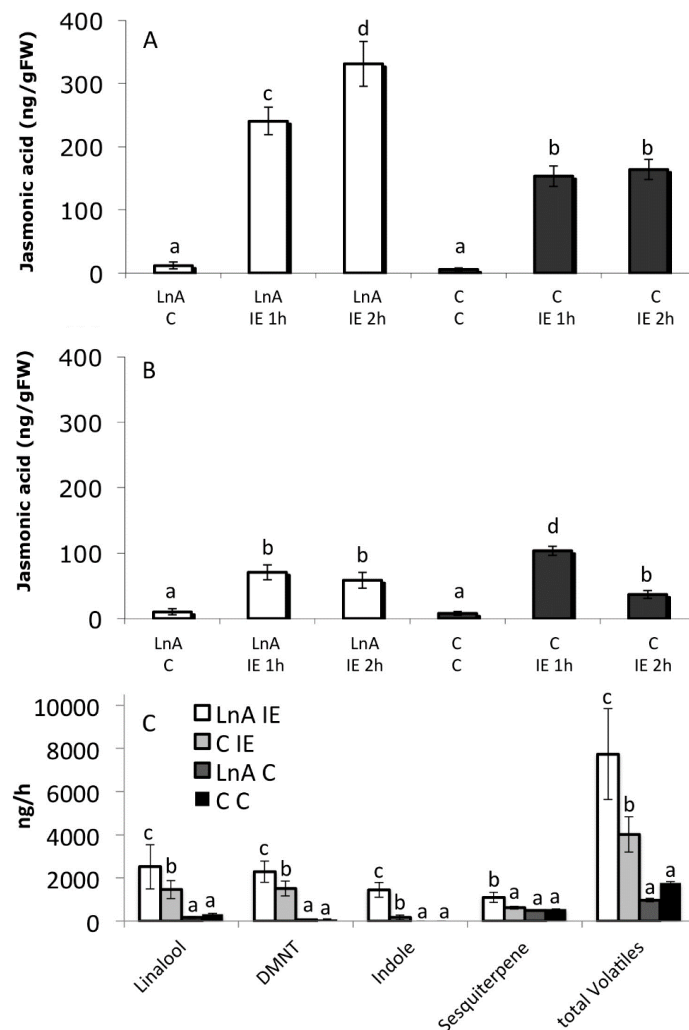 A
Jasmonic acid (ng/gFW)
400
300
200
100
0
a
c
d
a
b
b
LnA LnA LnA C C C
C IE 1h IE 2h C IE 1h IE 2h
B
Jasmonic acid (ng/gFW)
400
300
200
100
0
a
b
b
a
d
b
LnA LnA LnA C C C
C IE 1h IE 2h C IE 1h IE 2h
C
ng/h
10000
8000
6000
4000
2000
0
LnA IE
C IE
LnA C
C C
c b a a
c b a a
c b a a
b a a a
c b a a
Linalool
DMNT
Indole
Sesquiterpene
total Volatiles